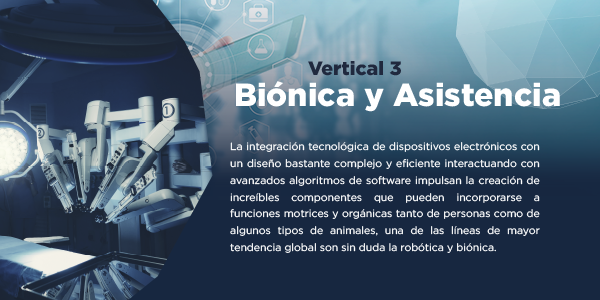 Vertical 3
Biónica y Asistencia
La integración tecnológica de dispositivos electrónicos con
un diseño bastante complejo y eficiente interactuando con
avanzados algoritmos de software impulsan la creación de
increíbles componentes que pueden incorporarse a
funciones motrices y orgánicas tanto de personas como de
algunos tipos de animales, una de las líneas de mayor
tendencia global son sin duda la robótica y biónica.